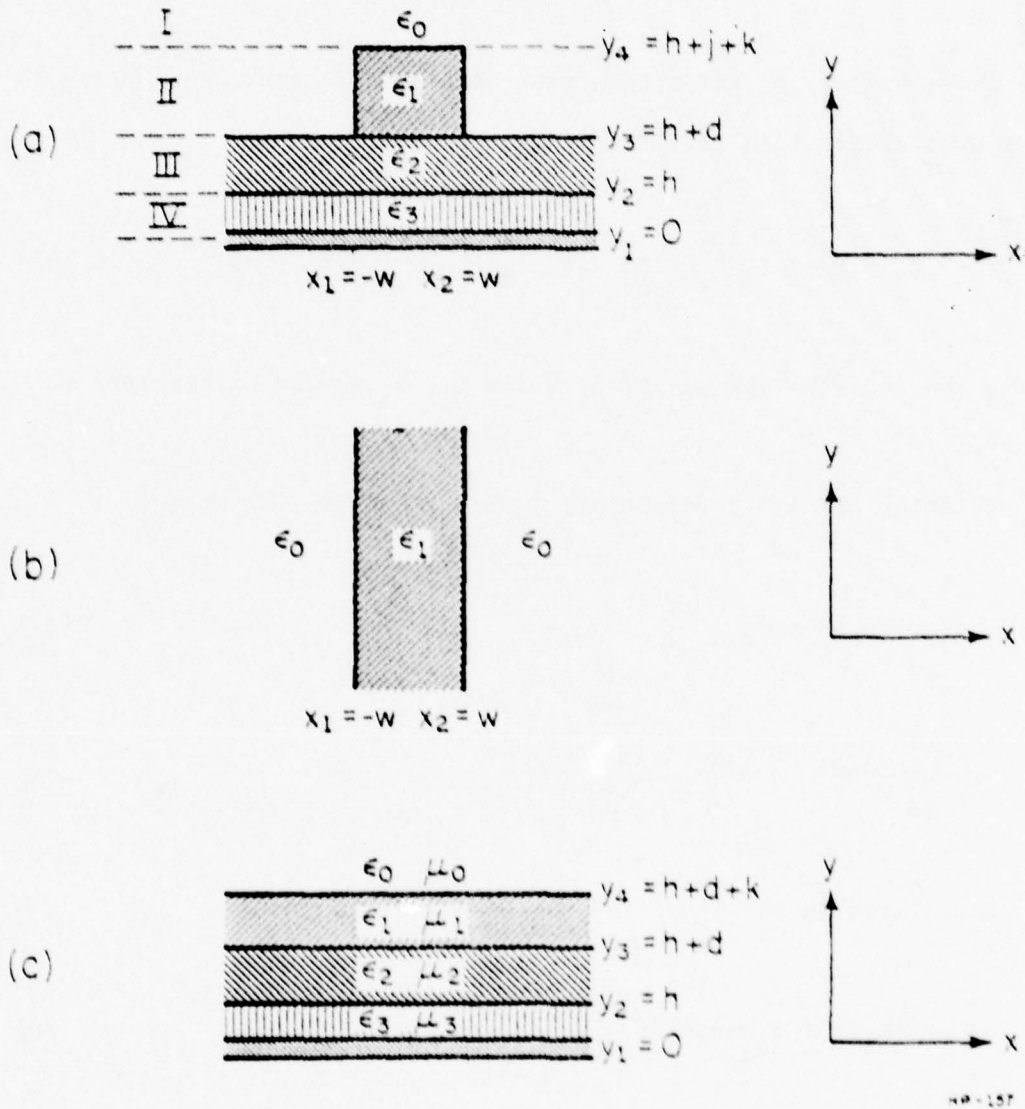 I ε₀ y₄ = h+j+k
II ε₁
(a) y₃ = h+d
III ε₂
y₂ = h
IV ε₃
y₁ = 0
x₁ = -w x₂ = w
y
x
(b) ε₀ ε₁ ε₀
x₁ = -w x₂ = w
y
x
ε₀ μ₀ y₄ = h+d+k
ε₁ μ₁
y₃ = h+d
(c) ε₂ μ₂
y₂ = h
ε₃ μ₃
y₁ = 0
y
x